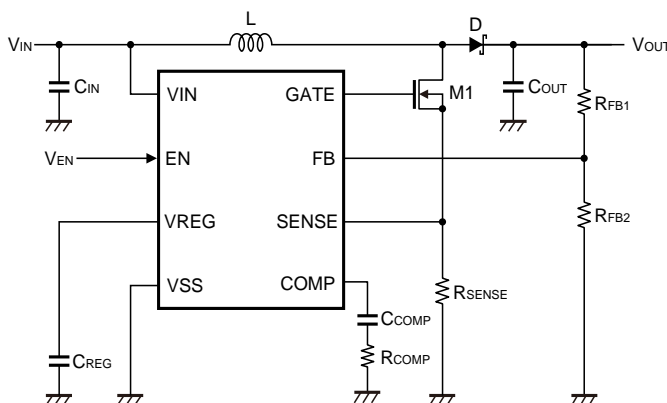 L
D
VIN
VOUT
CIN
VIN
GATE
M1
COUT
RFB1
VEN
EN
FB
VREG
SENSE
RFB2
VSS
COMP
RSENSE
CCOMP
CREG
RCOMP